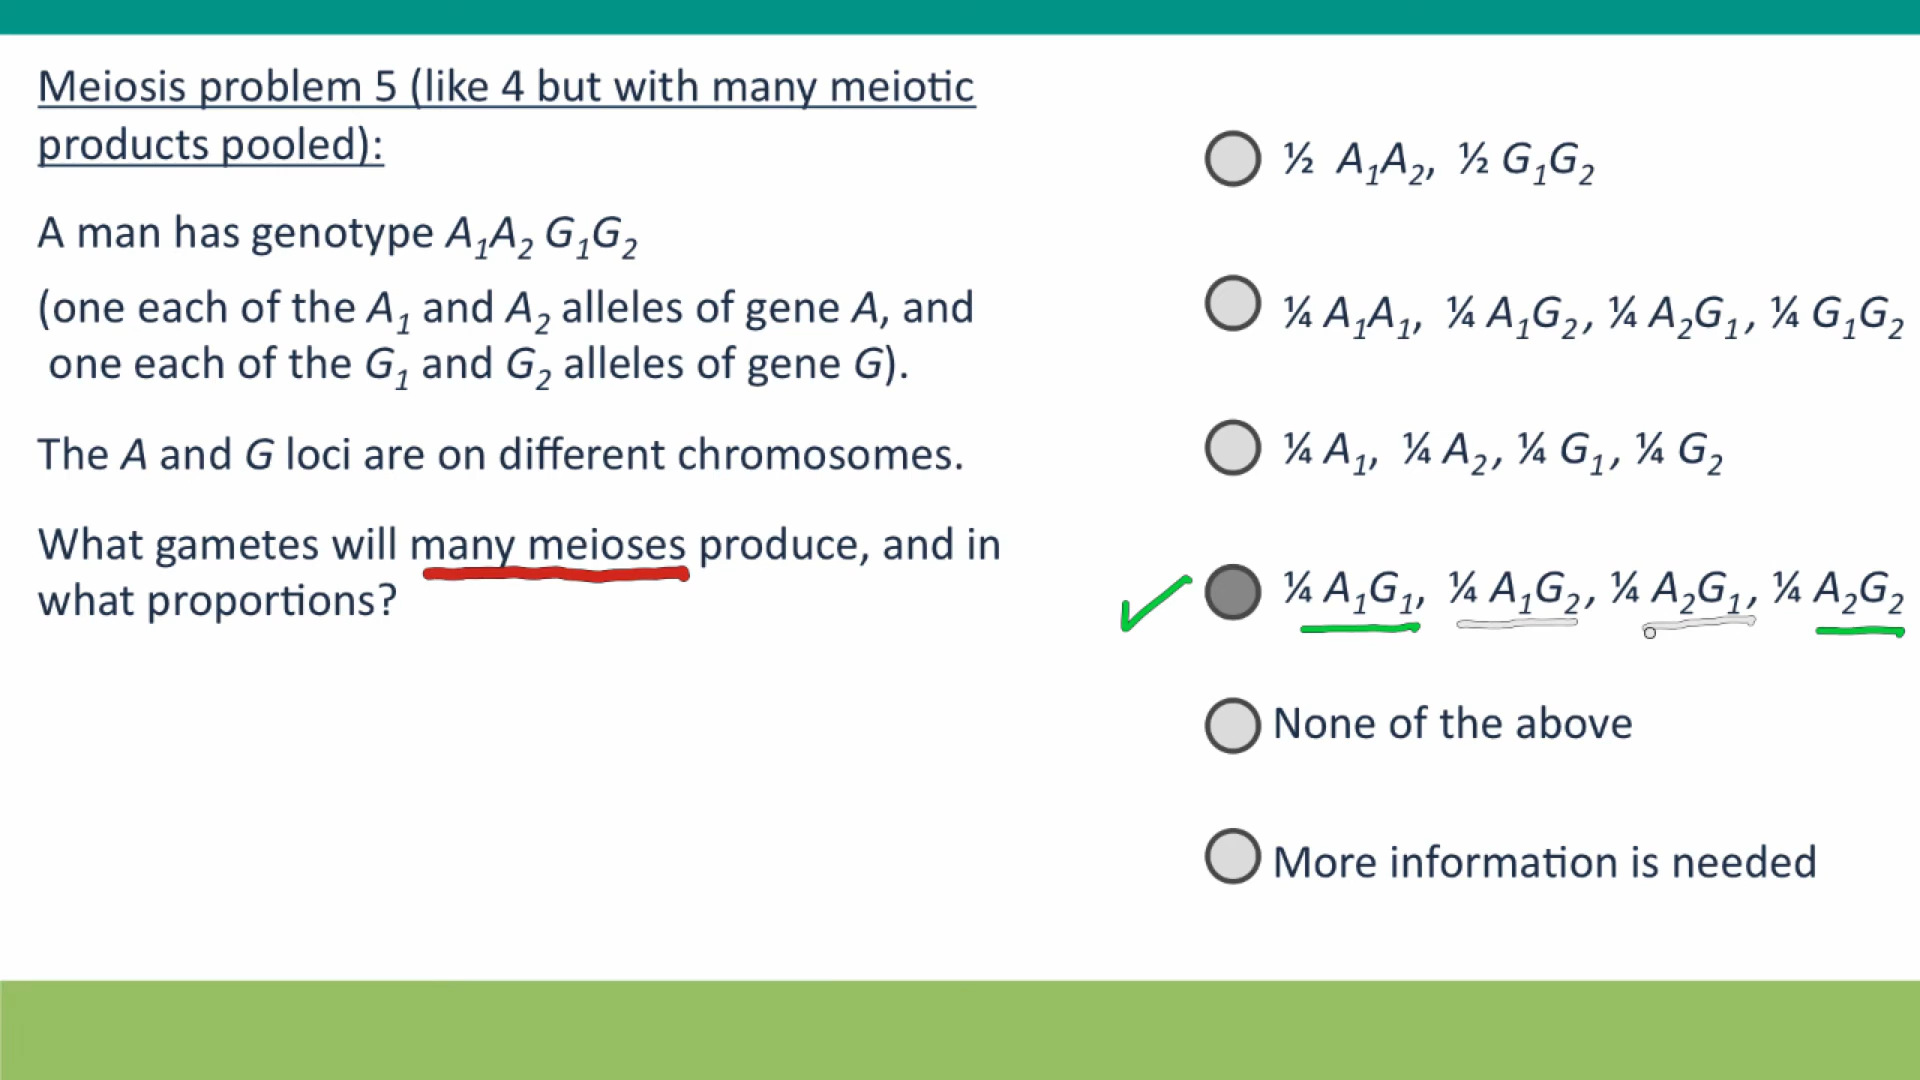 Meiosis problem 5 (like 4 but with many meiotic
products pooled):
A man has genotype A₁A₂ G₁G₂
(one each of the A₁ and A₂ alleles of gene A, and
one each of the G₁ and G₂ alleles of gene G).
The A and G loci are on different chromosomes.
What gametes will many meioses produce, and in
what proportions?
½ A₁A₂, ½ G₁G₂
¼ A₁A₁, ¼ A₁G₂, ¼ A₂G₁, ¼ G₁G₂
¼ A₁, ¼ A₂, ¼ G₁, ¼ G₂
¼ A₁G₁, ¼ A₁G₂, ¼ A₂G₁, ¼ A₂G₂
None of the above
More information is needed